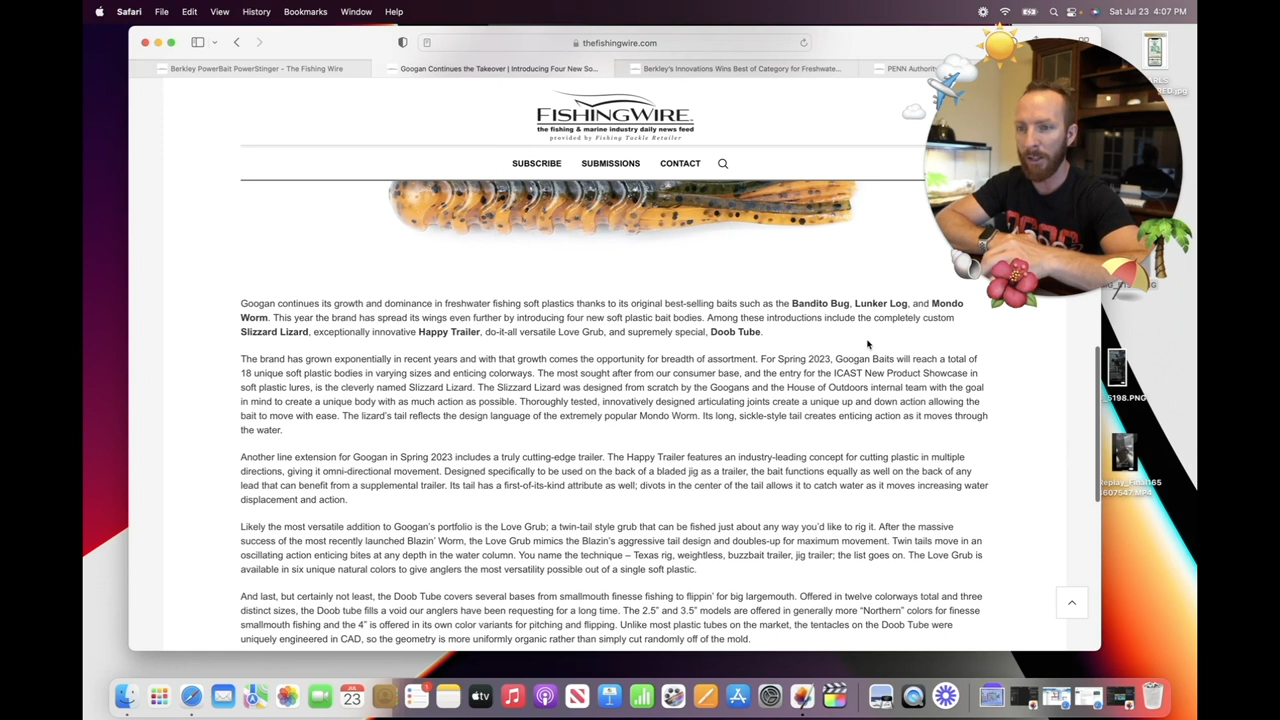 Safari File Edit View History Bookmarks Window Help
Sat Jul 23 4:07 PM
thefishingwire.com
Berkley PowerBait PowerStinger - The Fishing Wire
Googan Continues the Takeover | Introducing Four New So...
Berkley's Innovations Wins Best of Category for Freshwate...
PENN Authori
FISHINGWIRE
the fishing & marine industry daily news feed
provided by Fishing Tackle Retailer
SUBSCRIBE SUBMISSIONS CONTACT
Googan continues its growth and dominance in freshwater fishing soft plastics thanks to its original best-selling baits such as the Bandito Bug, Lunker Log, and Mondo
Worm. This year the brand has spread its wings even further by introducing four new soft plastic bait bodies. Among these introductions include the completely custom
Slizzard Lizard, exceptionally innovative Happy Trailer, do-it-all versatile Love Grub, and supremely special, Doob Tube.
The brand has grown exponentially in recent years and with that growth comes the opportunity for breadth of assortment. For Spring 2023, Googan Baits will reach a total of
18 unique soft plastic bodies in varying sizes and enticing colorways. The most sought after from our consumer base, and the entry for the ICAST New Product Showcase in
soft plastic lures, is the cleverly named Slizzard Lizard. The Slizzard Lizard was designed from scratch by the Googans and the House of Outdoors internal team with the goal
in mind to create a unique body with as much action as possible. Thoroughly tested, innovatively designed articulating joints create a unique up and down action allowing the
bait to move with ease. The lizard's tail reflects the design language of the extremely popular Mondo Worm. Its long, sickle-style tail creates enticing action as it moves through
the water.
Another line extension for Googan in Spring 2023 includes a truly cutting-edge trailer. The Happy Trailer features an industry-leading concept for cutting plastic in multiple
directions, giving it omni-directional movement. Designed specifically to be used on the back of a bladed jig as a trailer, the bait functions equally as well on the back of any
lead that can benefit from a supplemental trailer. Its tail has a first-of-its-kind attribute as well; divots in the center of the tail allows it to catch water as it moves increasing water
displacement and action.
Likely the most versatile addition to Googan's portfolio is the Love Grub; a twin-tail style grub that can be fished just about any way you'd like to rig it. After the massive
success of the most recently launched Blazin' Worm, the Love Grub mimics the Blazin's aggressive tail design and doubles-up for maximum movement. Twin tails move in an
oscillating action enticing bites at any depth in the water column. You name the technique – Texas rig, weightless, buzzbait trailer, jig trailer; the list goes on. The Love Grub is
available in six unique natural colors to give anglers the most versatility possible out of a single soft plastic.
And last, but certainly not least, the Doob Tube covers several bases from smallmouth finesse fishing to flippin' for big largemouth. Offered in twelve colorways total and three
distinct sizes, the Doob tube fills a void our anglers have been requesting for a long time. The 2.5" and 3.5" models are offered in generally more "Northern" colors for finesse
smallmouth fishing and the 4" is offered in its own color variants for pitching and flipping. Unlike most plastic tubes on the market, the tentacles on the Doob Tube were
uniquely engineered in CAD, so the geometry is more uniformly organic rather than simply cut randomly off of the mold.
5198.PNG
eplay_Final165
607547.MP4
JUL
23
tv